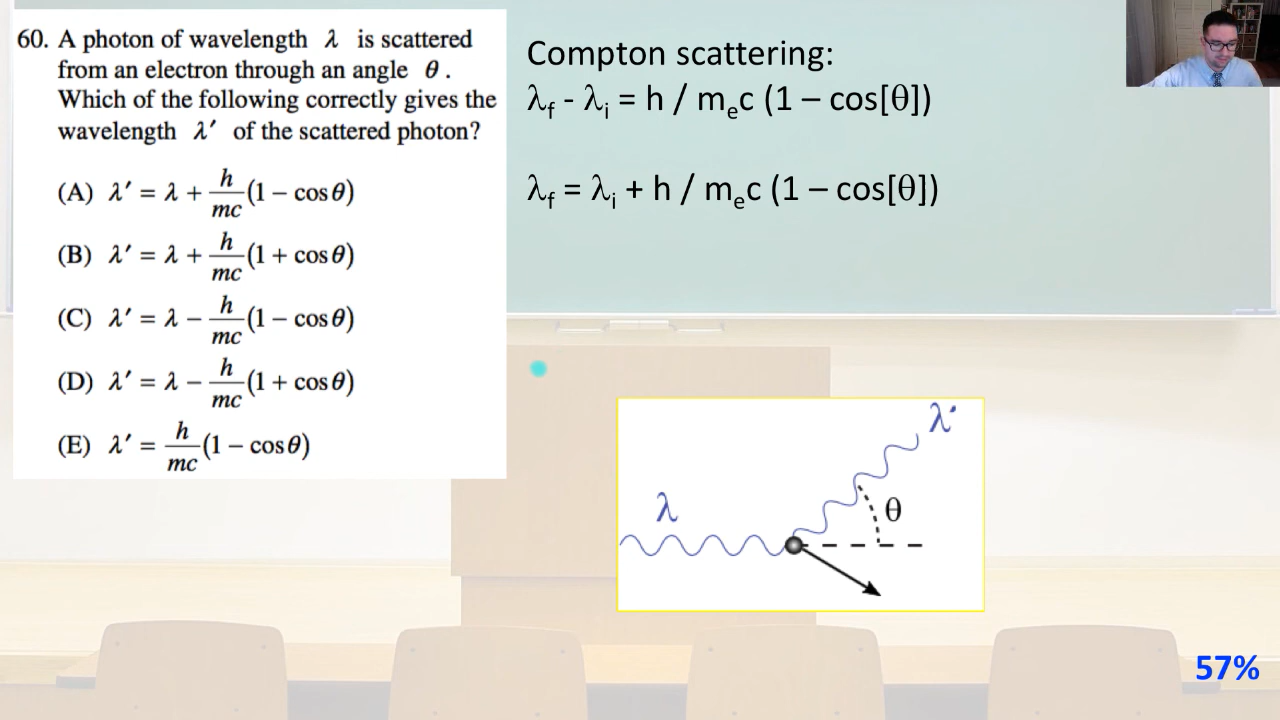 60. A photon of wavelength λ is scattered
from an electron through an angle θ.
Which of the following correctly gives the
wavelength λ′ of the scattered photon?
(A) λ′ = λ + h/mc (1 − cos θ)
(B) λ′ = λ + h/mc (1 + cos θ)
(C) λ′ = λ − h/mc (1 − cos θ)
(D) λ′ = λ − h/mc (1 + cos θ)
(E) λ′ = h/mc (1 − cos θ)
Compton scattering:
λf - λi = h / mec (1 – cos[θ])
λf = λi + h / mec (1 – cos[θ])
λ'
λ
θ
57%